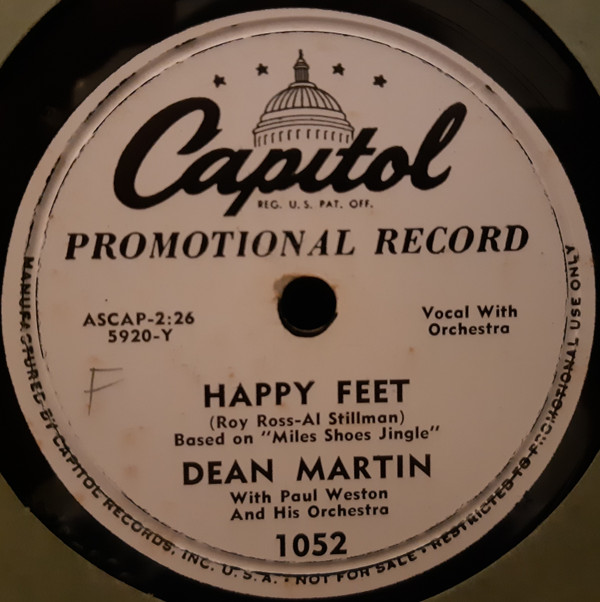 Capitol
REG. U.S. PAT. OFF.
PROMOTIONAL RECORD
ASCAP-2:26
5920-Y
Vocal With
Orchestra
F
HAPPY FEET
(Roy Ross-Al Stillman)
Based on "Miles Shoes Jingle"
DEAN MARTIN
With Paul Weston
And His Orchestra
1052
MANUFACTURED BY CAPITOL RECORDS, INC. U.S.A. • NOT FOR SALE • RESTRICTED TO PROMOTIONAL USE ONLY